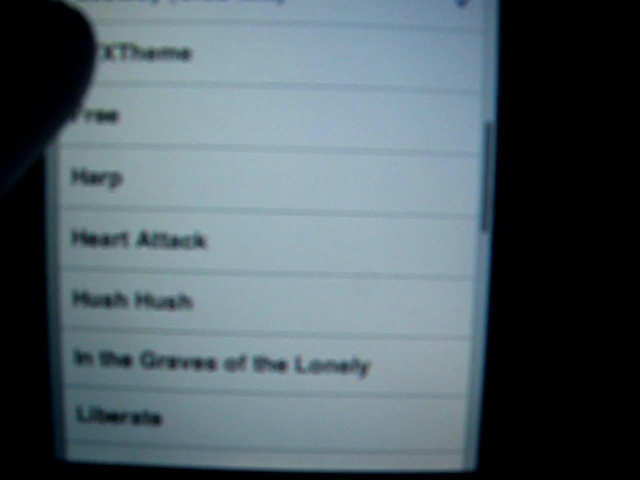 XTheme
Free
Harp
Heart Attack
Hush Hush
In the Graves of the Lonely
Liberate